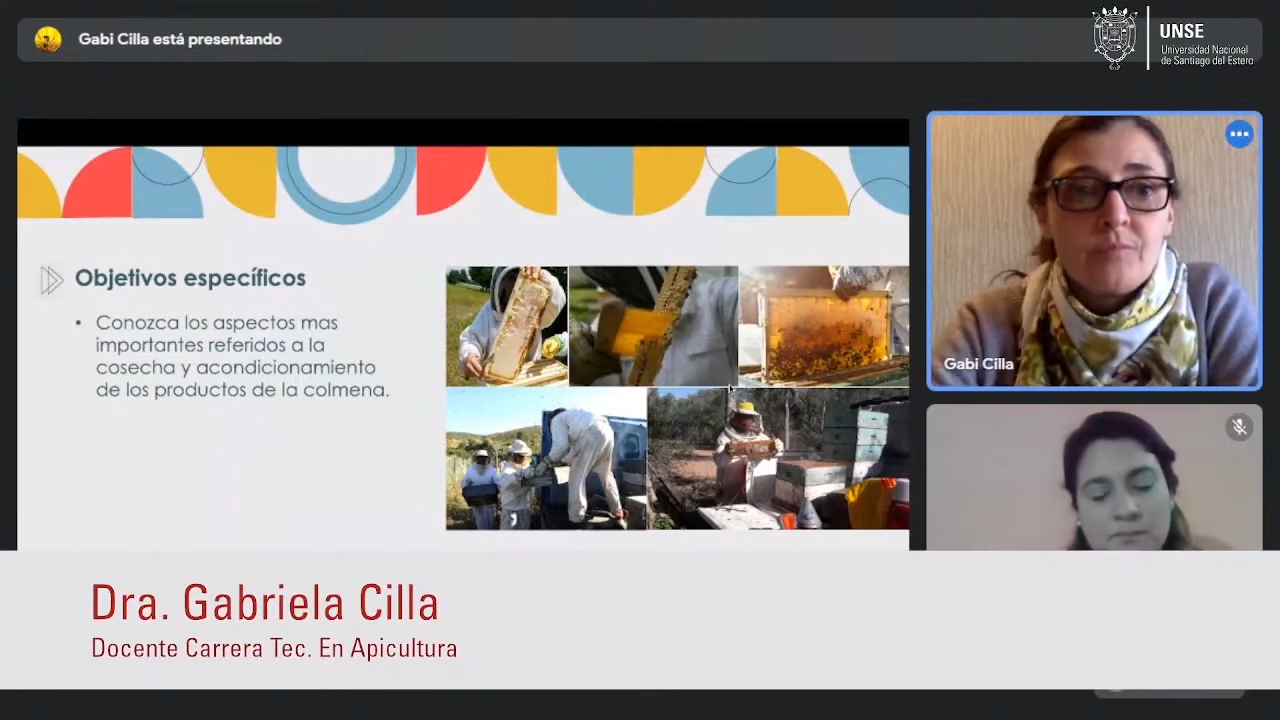 Gabi Cilla está presentando
UNSE
Universidad Nacional
de Santiago del Estero
Objetivos específicos
• Conozca los aspectos mas
importantes referidos a la
cosecha y acondicionamiento
de los productos de la colmena.
Gabi Cilla
Dra. Gabriela Cilla
Docente Carrera Tec. En Apicultura